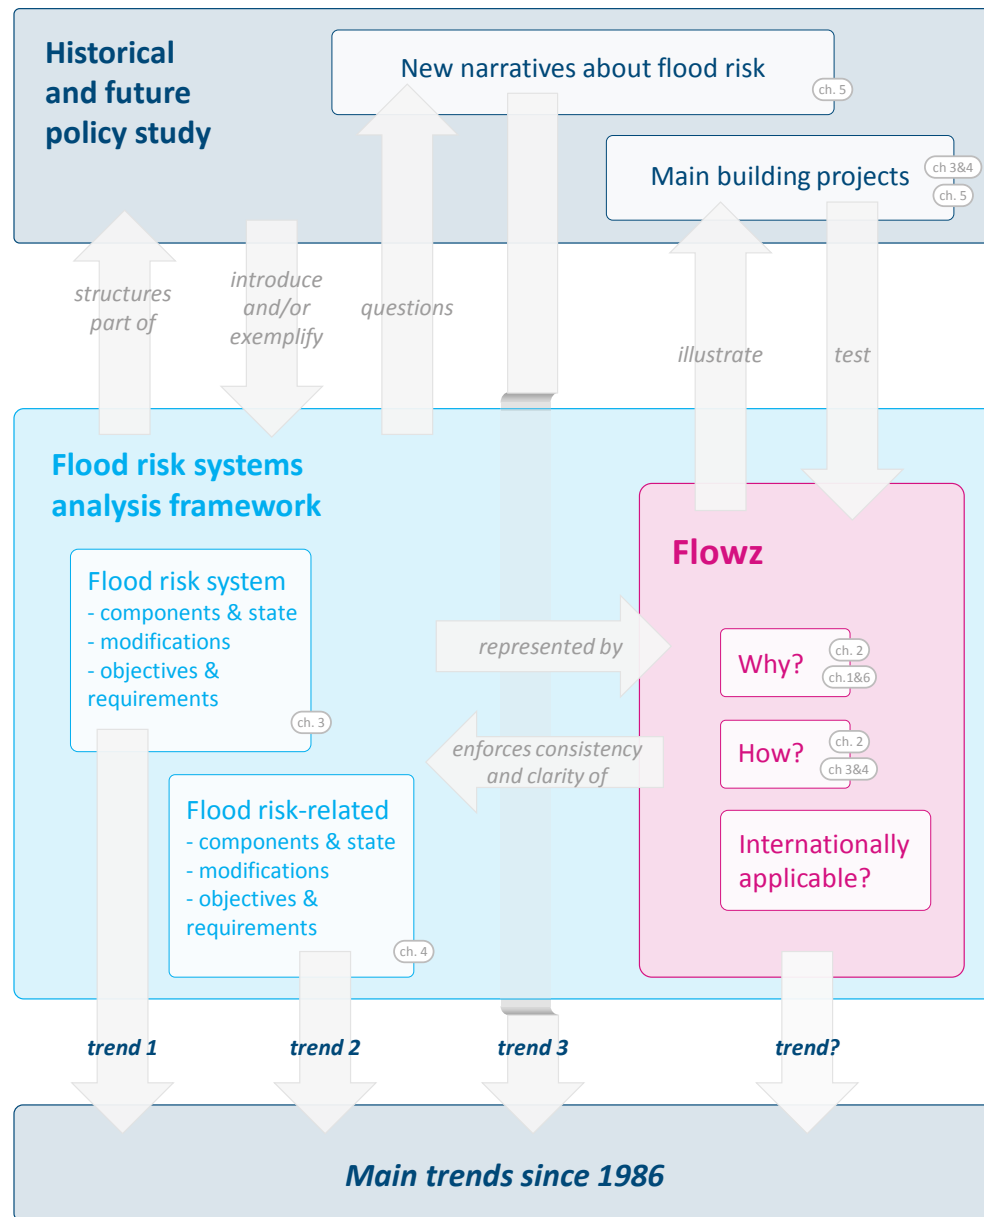 Historical
and future
policy study
New narratives about flood risk
ch. 5
Main building projects
ch 3&4
ch. 5
structures
part of
introduce
and/or
exemplify
questions
illustrate
test
Flood risk systems
analysis framework
Flood risk system
- components & state
- modifications
- objectives &
requirements
ch. 3
Flood risk-related
- components & state
- modifications
- objectives &
requirements
ch. 4
represented by
enforces consistency
and clarity of
Flowz
Why?
ch. 2
ch.1&6
How?
ch. 2
ch 3&4
Internationally
applicable?
trend 1
trend 2
trend 3
trend?
Main trends since 1986